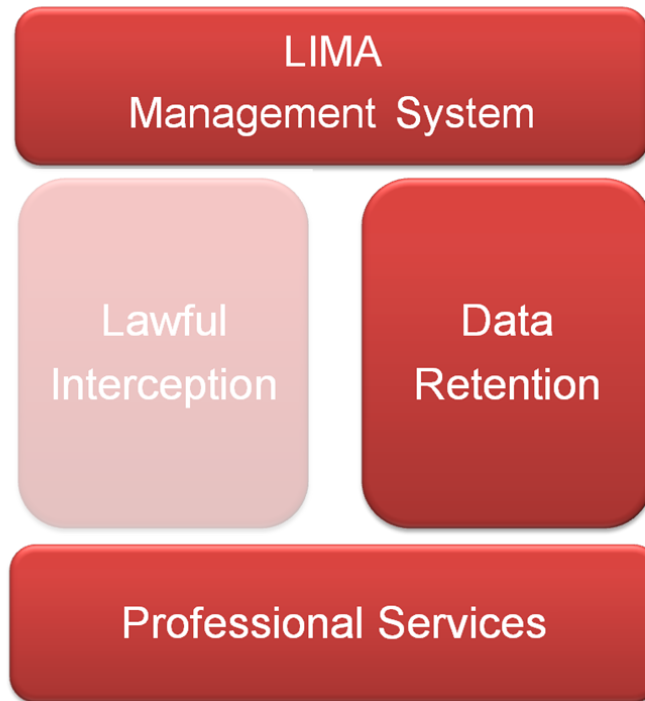 LIMA
Management System
Lawful
Interception
Data
Retention
Professional Services